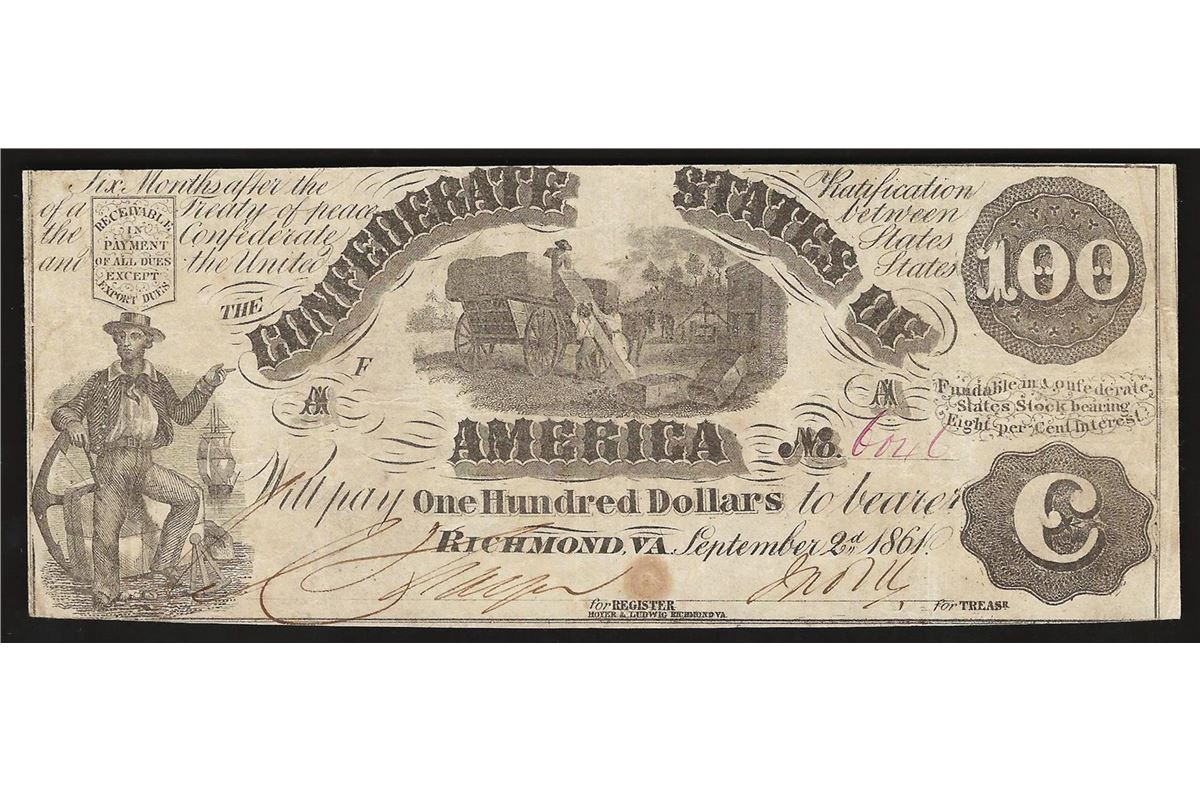 Six Months after the Ratification
of a Treaty of peace between
the Confederate States
and the United States
RECEIVABLE
IN
PAYMENT
OF ALL DUES
EXCEPT
EXPORT DUES
100
THE CONFEDERATE STATES OF
AMERICA
F
A
A
No.
Fundable in Confederate
States Stock bearing
Eight per Cent Interest
Will pay One Hundred Dollars to bearer
C
RICHMOND, VA. September 2d 1861.
for REGISTER
for TREASR
HOYER & LUDWIG RICHMOND VA.